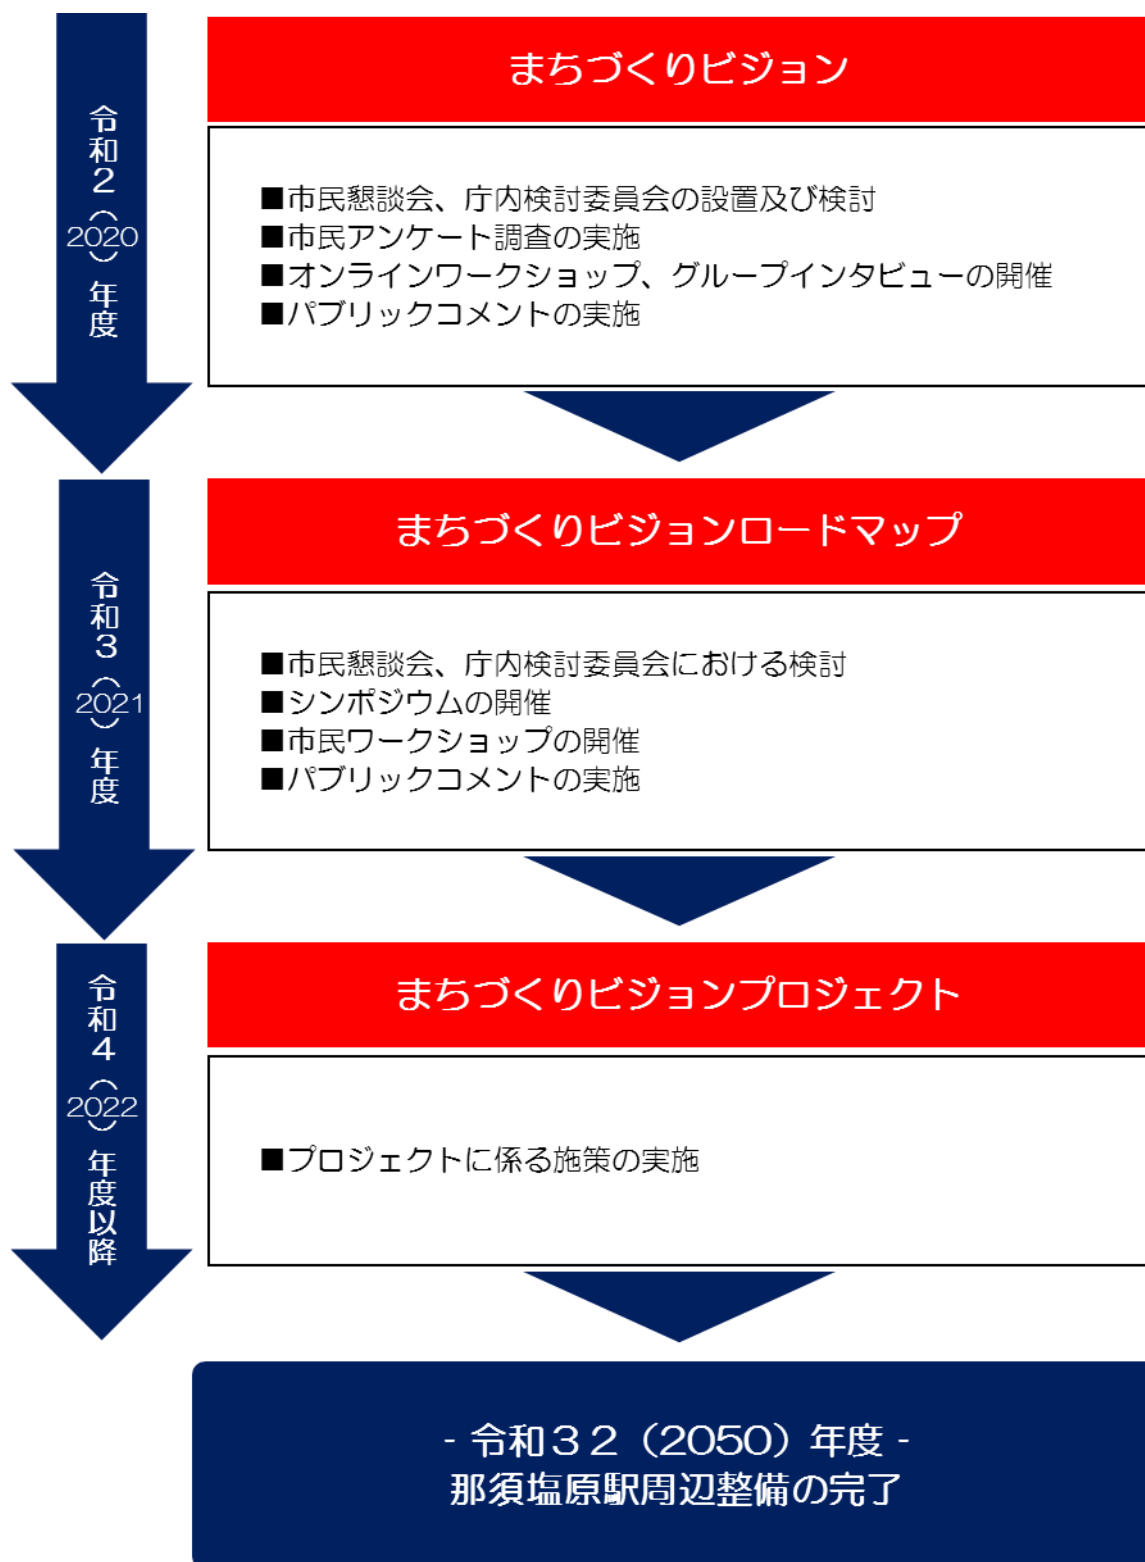 令和２（2020）年度
まちづくりビジョン
■市民懇談会、庁内検討委員会の設置及び検討
■市民アンケート調査の実施
■オンラインワークショップ、グループインタビューの開催
■パブリックコメントの実施
令和３（2021）年度
まちづくりビジョンロードマップ
■市民懇談会、庁内検討委員会における検討
■シンポジウムの開催
■市民ワークショップの開催
■パブリックコメントの実施
令和４（2022）年度以降
まちづくりビジョンプロジェクト
■プロジェクトに係る施策の実施
- 令和３２（2050）年度 -
那須塩原駅周辺整備の完了